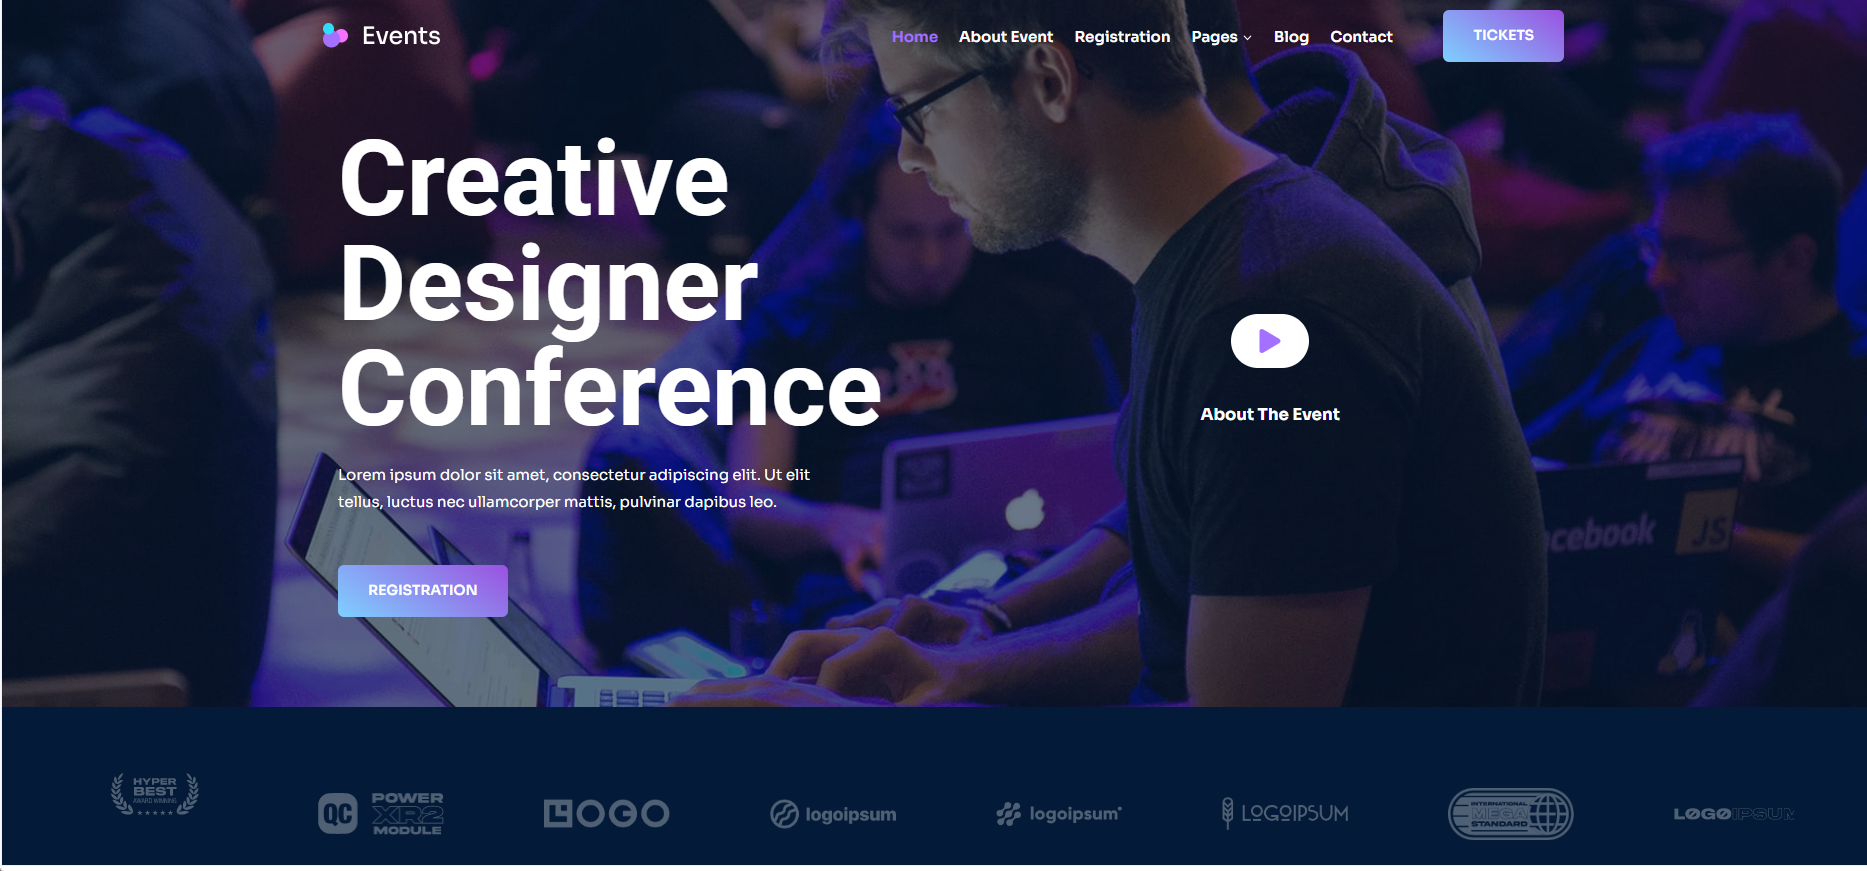 Events
Home About Event Registration Pages Blog Contact
TICKETS
Creative
Designer
Conference
About The Event
Lorem ipsum dolor sit amet, consectetur adipiscing elit. Ut elit
tellus, luctus nec ullamcorper mattis, pulvinar dapibus leo.
REGISTRATION
facebook
JS
HYPER
BEST
AWARD WINNING
QC
POWER
XR2
MODULE
LOGO
logoipsum
logoipsum
LOGOIPSUM
INTERNATIONAL
MEGA
STANDARD
LOGOIPSUM